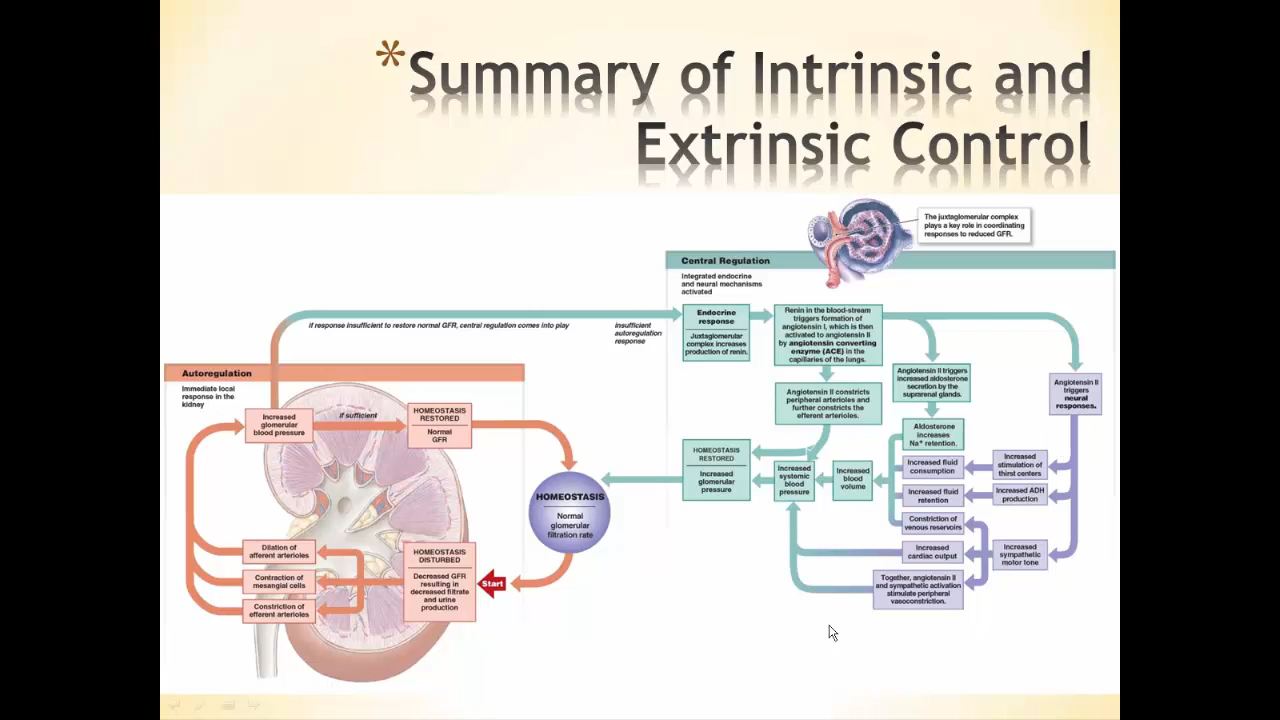 *Summary of Intrinsic and
Extrinsic Control
The juxtaglomerular complex
plays a key role in coordinating
responses to reduced GFR.
Central Regulation
Integrated endocrine
and neural mechanisms
activated
Endocrine
response
Juxtaglomerular
complex increases
production of renin.
Renin in the blood-stream
triggers formation of
angiotensin I, which is then
activated to angiotensin II
by angiotensin converting
enzyme (ACE) in the
capillaries of the lungs.
if response insufficient to restore normal GFR, central regulation comes into play
Insufficient
autoregulation
response
Angiotensin II constricts
peripheral arterioles and
further constricts the
efferent arterioles.
Angiotensin II triggers
increased aldosterone
secretion by the
suprarenal glands.
Angiotensin II
triggers
neural
responses.
Aldosterone
increases
Na+ retention.
HOMEOSTASIS
RESTORED
Increased
glomerular
pressure
Increased
systemic
blood
pressure
Increased
blood
volume
Increased fluid
consumption
Increased
stimulation of
thirst centers
Increased fluid
retention
Increased ADH
production
Constriction of
venous reservoirs
Increased
cardiac output
Increased
sympathetic
motor tone
Together, angiotensin II
and sympathetic activation
stimulate peripheral
vasoconstriction.
Autoregulation
Immediate local
response in the
kidney
Increased
glomerular
blood pressure
if sufficient
HOMEOSTASIS
RESTORED
Normal
GFR
HOMEOSTASIS
Normal
glomerular
filtration rate
Start
HOMEOSTASIS
DISTURBED
Decreased GFR
resulting in
decreased filtrate
and urine
production
Dilation of
afferent arterioles
Contraction of
mesangial cells
Constriction of
efferent arterioles